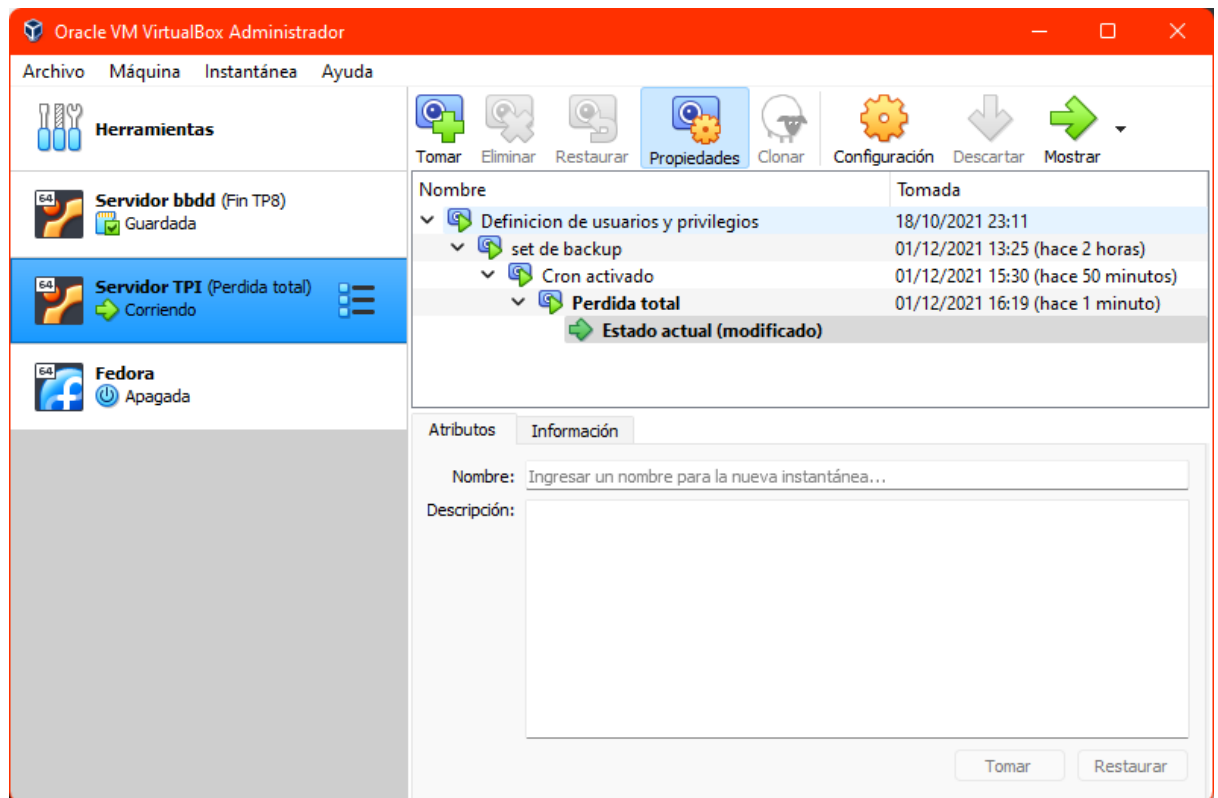 Oracle VM VirtualBox Administrador
Archivo Máquina Instantánea Ayuda
Herramientas
Tomar Eliminar Restaurar Propiedades Clonar Configuración Descartar Mostrar
64
Servidor bbdd (Fin TP8)
Guardada
64
Servidor TPI (Perdida total)
Corriendo
64
Fedora
Apagada
Nombre Tomada
Definicion de usuarios y privilegios 18/10/2021 23:11
set de backup 01/12/2021 13:25 (hace 2 horas)
Cron activado 01/12/2021 15:30 (hace 50 minutos)
Perdida total 01/12/2021 16:19 (hace 1 minuto)
Estado actual (modificado)
Atributos Información
Nombre: Ingresar un nombre para la nueva instantánea...
Descripción:
Tomar Restaurar